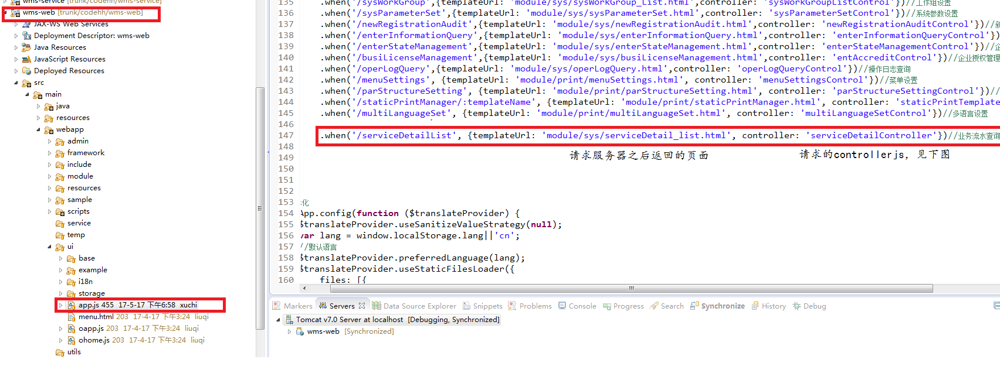 wms-service [trunk/codehh/wms-service]
wms-web [trunk/codehh/wms-web]
JAX-WS Web Services
Deployment Descriptor: wms-web
Java Resources
JavaScript Resources
Deployed Resources
src
main
java
resources
webapp
admin
framework
include
module
resources
sample
scripts
service
temp
ui
base
example
i18n
storage
app.js 455 17-5-17 下午6:58 xuchi
menu.html 203 17-4-17 下午3:24 liuqi
oapp.js 203 17-4-17 下午3:24 liuqi
ohome.js 203 17-4-17 下午3:24 liuqi
utils
135 .when('/sysWorkGroup',{templateUrl: 'module/sys/sysWorkGroup_List.html',controller: 'sysWorkGroupListControl'})//工作组设置
136 .when('/sysParameterSet',{templateUrl: 'module/sys/sysParameterSet.html',controller: 'sysParameterSetControl'})//系统参数设置
137 .when('/newRegistrationAudit',{templateUrl: 'module/sys/newRegistrationAudit.html',controller: 'newRegistrationAuditControl'})//新
138 .when('/enterInformationQuery',{templateUrl: 'module/sys/enterInformationQuery.html',controller: 'enterInformationQueryControl'})
139 .when('/enterStateManagement',{templateUrl: 'module/sys/enterStateManagement.html',controller: 'enterStateManagementControl'})//企
140 .when('/busiLicenseManagement',{templateUrl: 'module/sys/busiLicenseManagement.html',controller: 'entAccreditControl'})//企业授权管理
141 .when('/operLogQuery',{templateUrl: 'module/sys/operLogQuery.html',controller: 'operLogQueryControl'})//操作日志查询
142 .when('/menuSettings', {templateUrl: 'module/print/menuSettings.html', controller: 'menuSettingsControl'})//菜单设置
143 .when('/parStructureSetting', {templateUrl: 'module/print/parStructureSetting.html', controller: 'parStructureSettingControl'})//
144 .when('/staticPrintManager/:templateName', {templateUrl: 'module/print/staticPrintManager.html', controller: 'staticPrintTemplate
145 .when('/multiLanguageSet', {templateUrl: 'module/print/multiLanguageSet.html', controller: 'multiLanguageSetControl'})//多语言设置
146
147 .when('/serviceDetailList', {templateUrl: 'module/sys/serviceDetail_list.html', controller: 'serviceDetailController'})//业务流水查询
148
149 请求服务器之后返回的页面 请求的controllerjs，见下图
150
151
152
153 化
154 App.config(function ($translateProvider) {
155 $translateProvider.useSanitizeValueStrategy(null);
156 var lang = window.localStorage.lang||'cn';
157 //默认语言
158 $translateProvider.preferredLanguage(lang);
159 $translateProvider.useStaticFilesLoader({
160 files: [{
Markers Servers Data Source Explorer Snippets Problems Console Progress Search Synchronize History Debug
Tomcat v7.0 Server at localhost [Debugging, Synchronized]
wms-web [Synchronized]